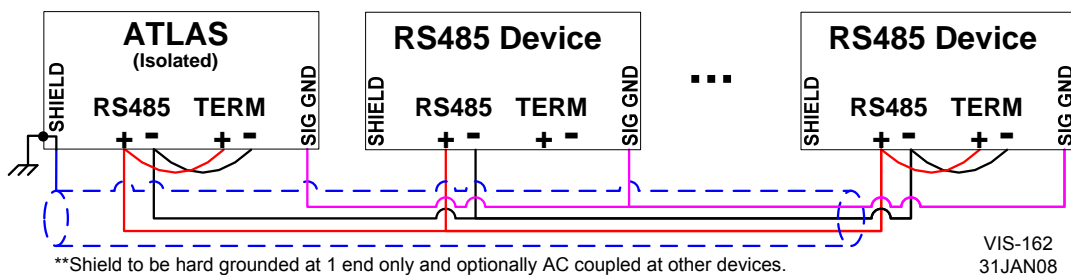 ATLAS
(Isolated)
SHIELD
RS485 TERM
+ - + -
SIG GND
RS485 Device
SHIELD
RS485 TERM
+ - + -
SIG GND
...
RS485 Device
SHIELD
RS485 TERM
+ - + -
SIG GND
**Shield to be hard grounded at 1 end only and optionally AC coupled at other devices.
VIS-162
31JAN08